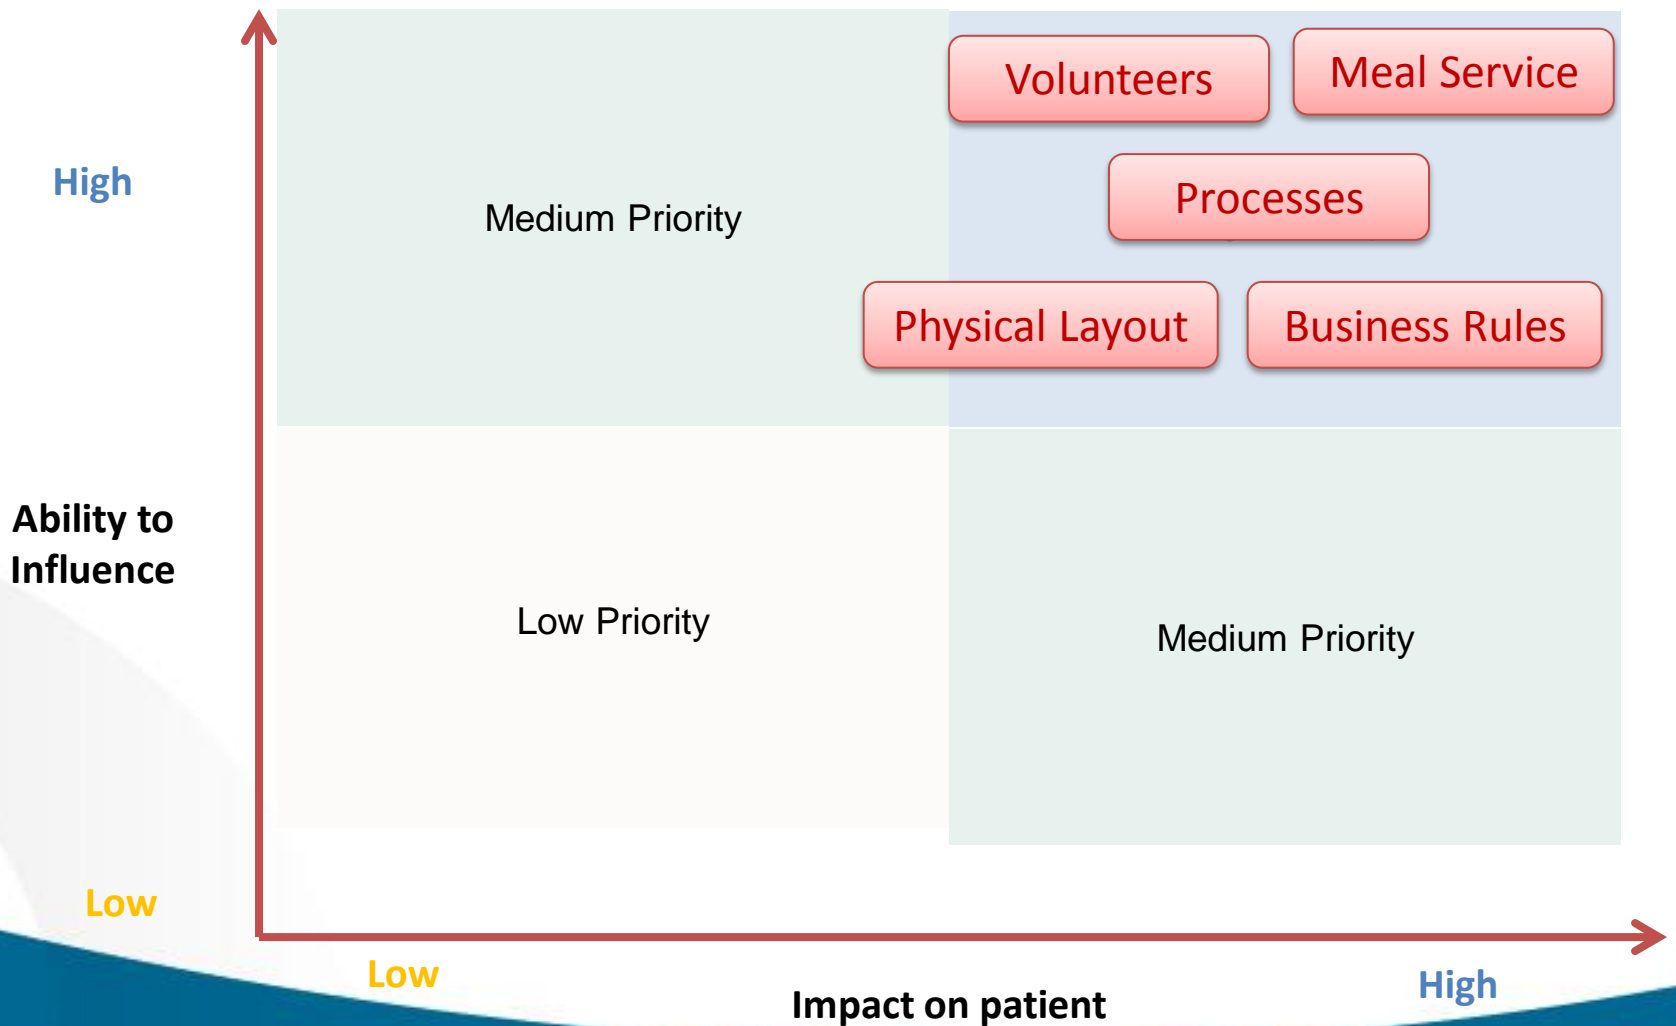 Volunteers
Meal Service
High
Processes
Medium Priority
Physical Layout
Business Rules
Ability to
Influence
Low Priority
Medium Priority
Low
Low
High
Impact on patient